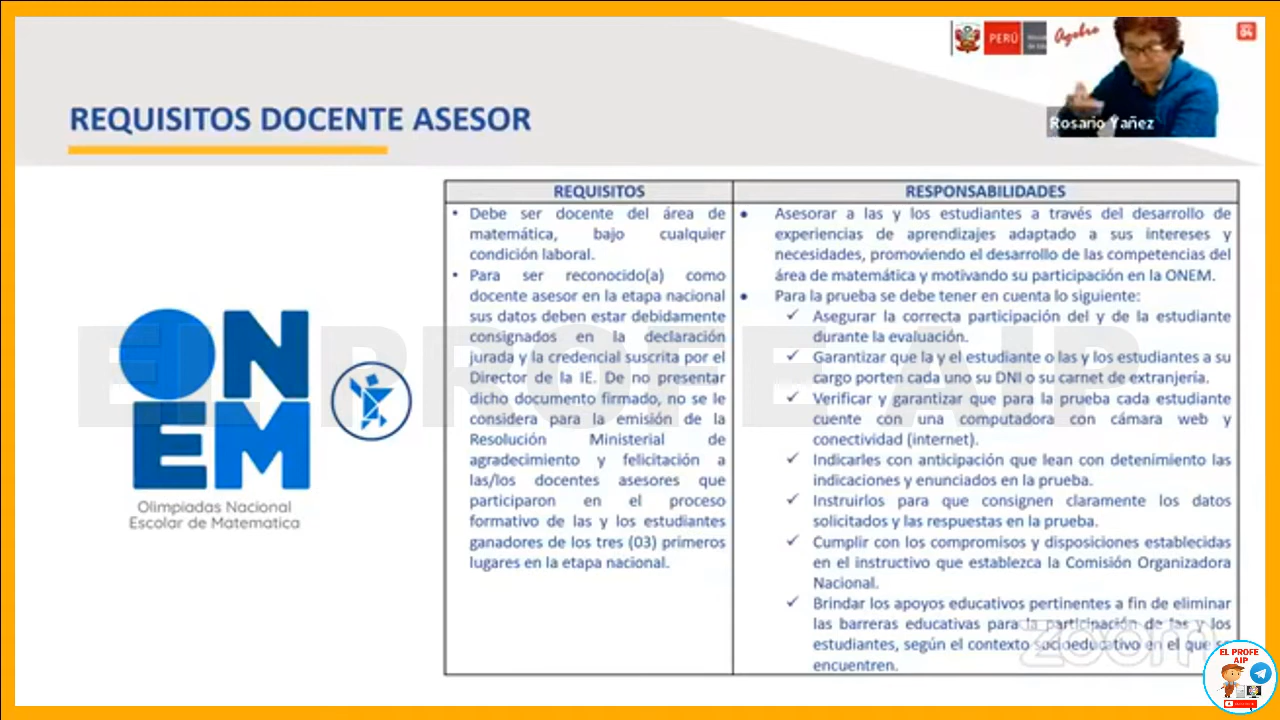 PERÚ
Rosario Yañez
REQUISITOS DOCENTE ASESOR
REQUISITOS
• Debe ser docente del área de
matemática, bajo cualquier
condición laboral.
• Para ser reconocido(a) como
docente asesor en la etapa nacional
sus datos deben estar debidamente
consignados en la declaración
jurada y la credencial suscrita por el
Director de la IE. De no presentar
dicho documento firmado, no se le
considera para la emisión de la
Resolución Ministerial de
agradecimiento y felicitación a
las/los docentes asesores que
participaron en el proceso
formativo de las y los estudiantes
ganadores de los tres (03) primeros
lugares en la etapa nacional.
RESPONSABILIDADES
• Asesorar a las y los estudiantes a través del desarrollo de
experiencias de aprendizajes adaptado a sus intereses y
necesidades, promoviendo el desarrollo de las competencias del
área de matemática y motivando su participación en la ONEM.
• Para la prueba se debe tener en cuenta lo siguiente:
✓ Asegurar la correcta participación del y de la estudiante
durante la evaluación.
✓ Garantizar que la y el estudiante o las y los estudiantes a su
cargo porten cada uno su DNI o su carnet de extranjería.
✓ Verificar y garantizar que para la prueba cada estudiante
cuente con una computadora con cámara web y
conectividad (internet).
✓ Indicarles con anticipación que lean con detenimiento las
indicaciones y enunciados en la prueba.
✓ Instruirlos para que consignen claramente los datos
solicitados y las respuestas en la prueba.
✓ Cumplir con los compromisos y disposiciones establecidas
en el instructivo que establezca la Comisión Organizadora
Nacional.
✓ Brindar los apoyos educativos pertinentes a fin de eliminar
las barreras educativas para la participación de las y los
estudiantes, según el contexto socioeducativo en el que se
encuentren.
ONEM
Olimpiadas Nacional
Escolar de Matematica
EL PROFE AIP
zoom
EL PROFE
AIP